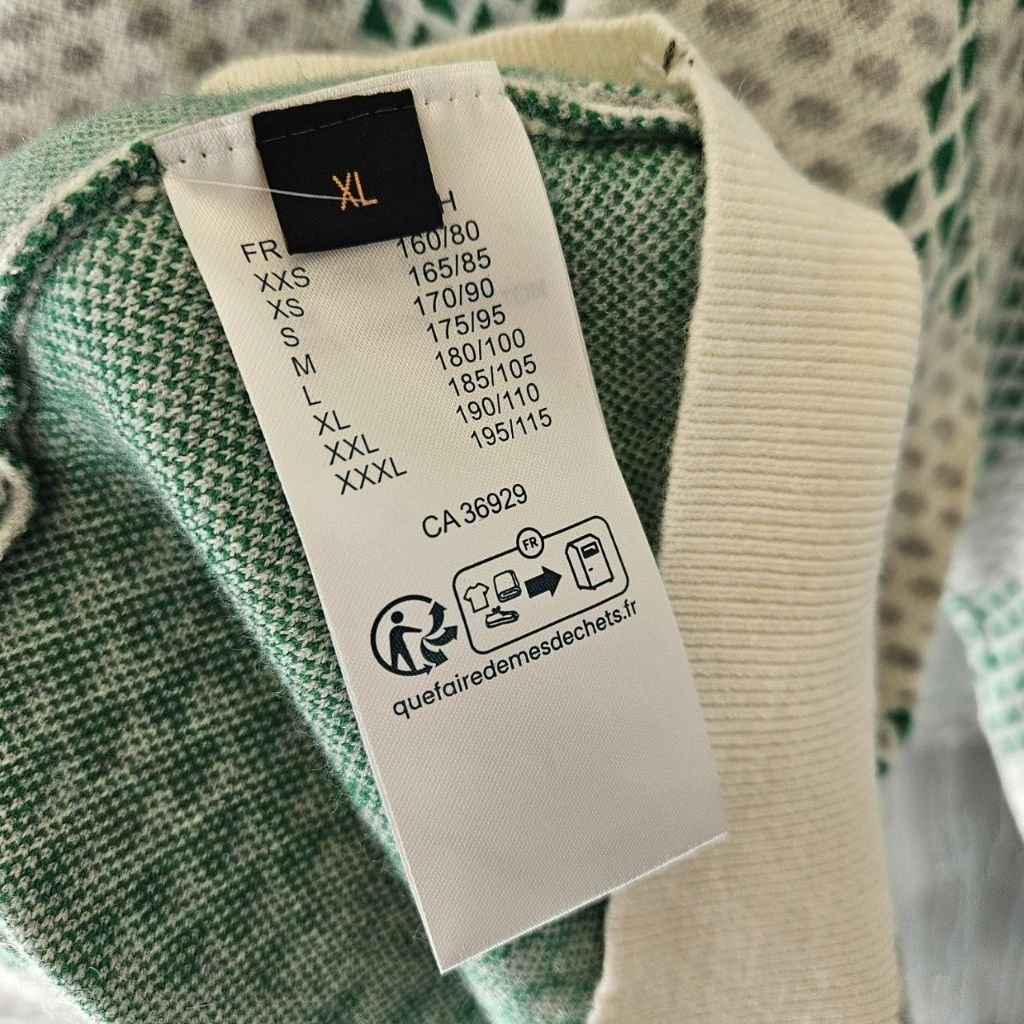 XL
FR H
XXS 160/80
XS 165/85
S 170/90
M 175/95
L 180/100
XL 185/105
XXL 190/110
XXXL 195/115
CA 36929
FR
quefairedemesdechets.fr